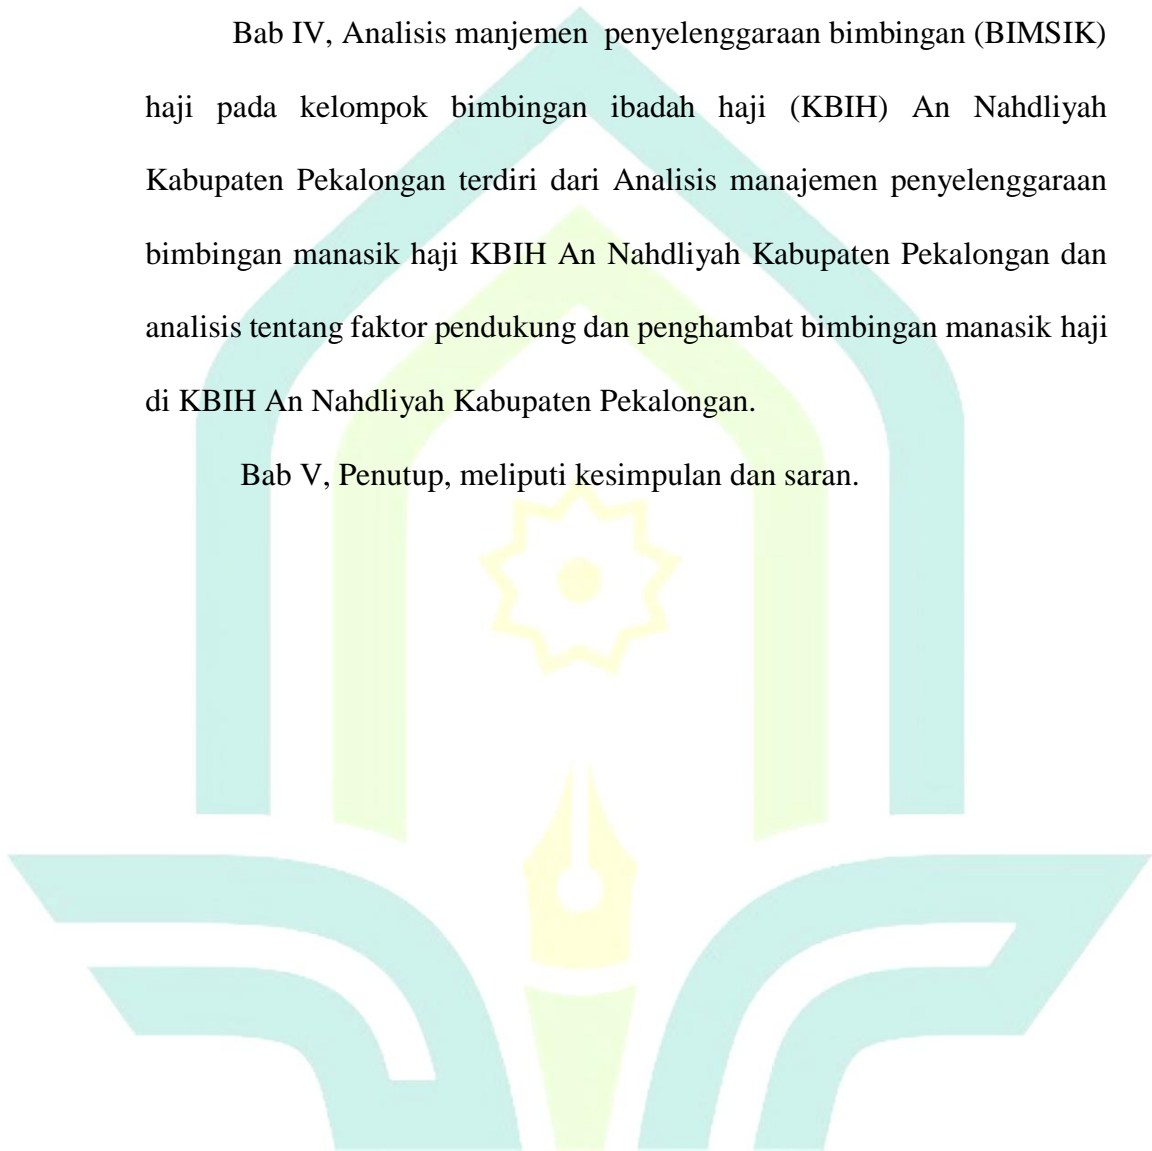 Bab IV, Analisis manjemen penyelenggaraan bimbingan (BIMSIK)
haji pada kelompok bimbingan ibadah haji (KBIH) An Nahdliyah
Kabupaten Pekalongan terdiri dari Analisis manajemen penyelenggaraan
bimbingan manasik haji KBIH An Nahdliyah Kabupaten Pekalongan dan
analisis tentang faktor pendukung dan penghambat bimbingan manasik haji
di KBIH An Nahdliyah Kabupaten Pekalongan.
Bab V, Penutup, meliputi kesimpulan dan saran.